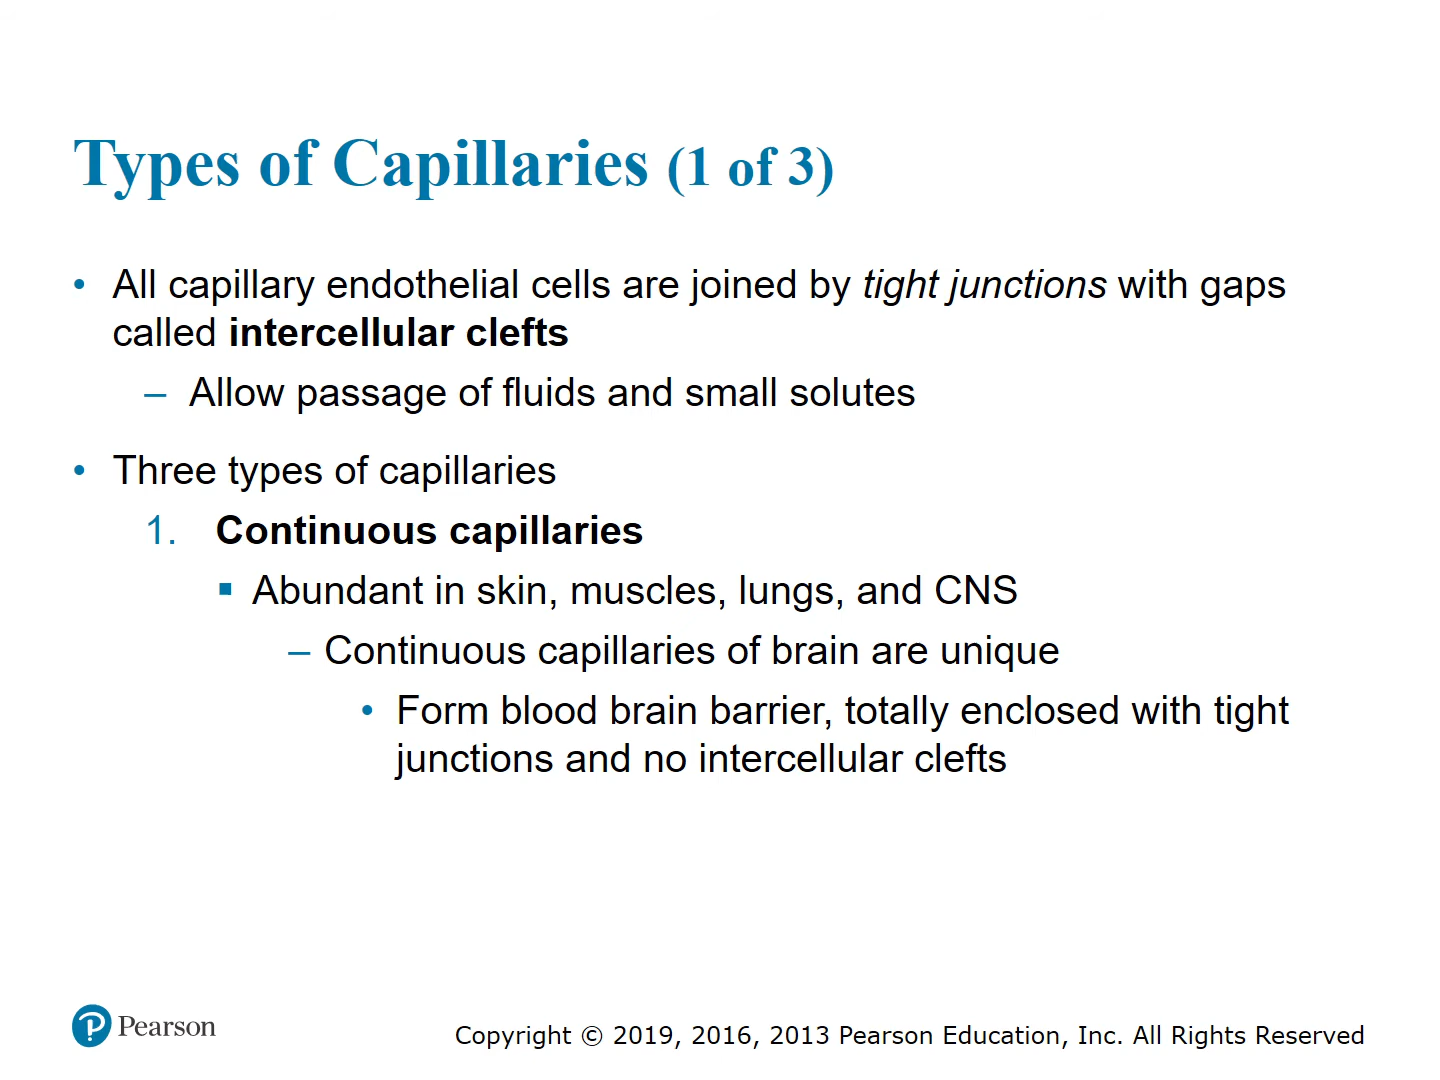 Types of Capillaries (1 of 3)
• All capillary endothelial cells are joined by tight junctions with gaps
called intercellular clefts
– Allow passage of fluids and small solutes
• Three types of capillaries
1. Continuous capillaries
▪ Abundant in skin, muscles, lungs, and CNS
– Continuous capillaries of brain are unique
• Form blood brain barrier, totally enclosed with tight
junctions and no intercellular clefts
Pearson
Copyright © 2019, 2016, 2013 Pearson Education, Inc. All Rights Reserved